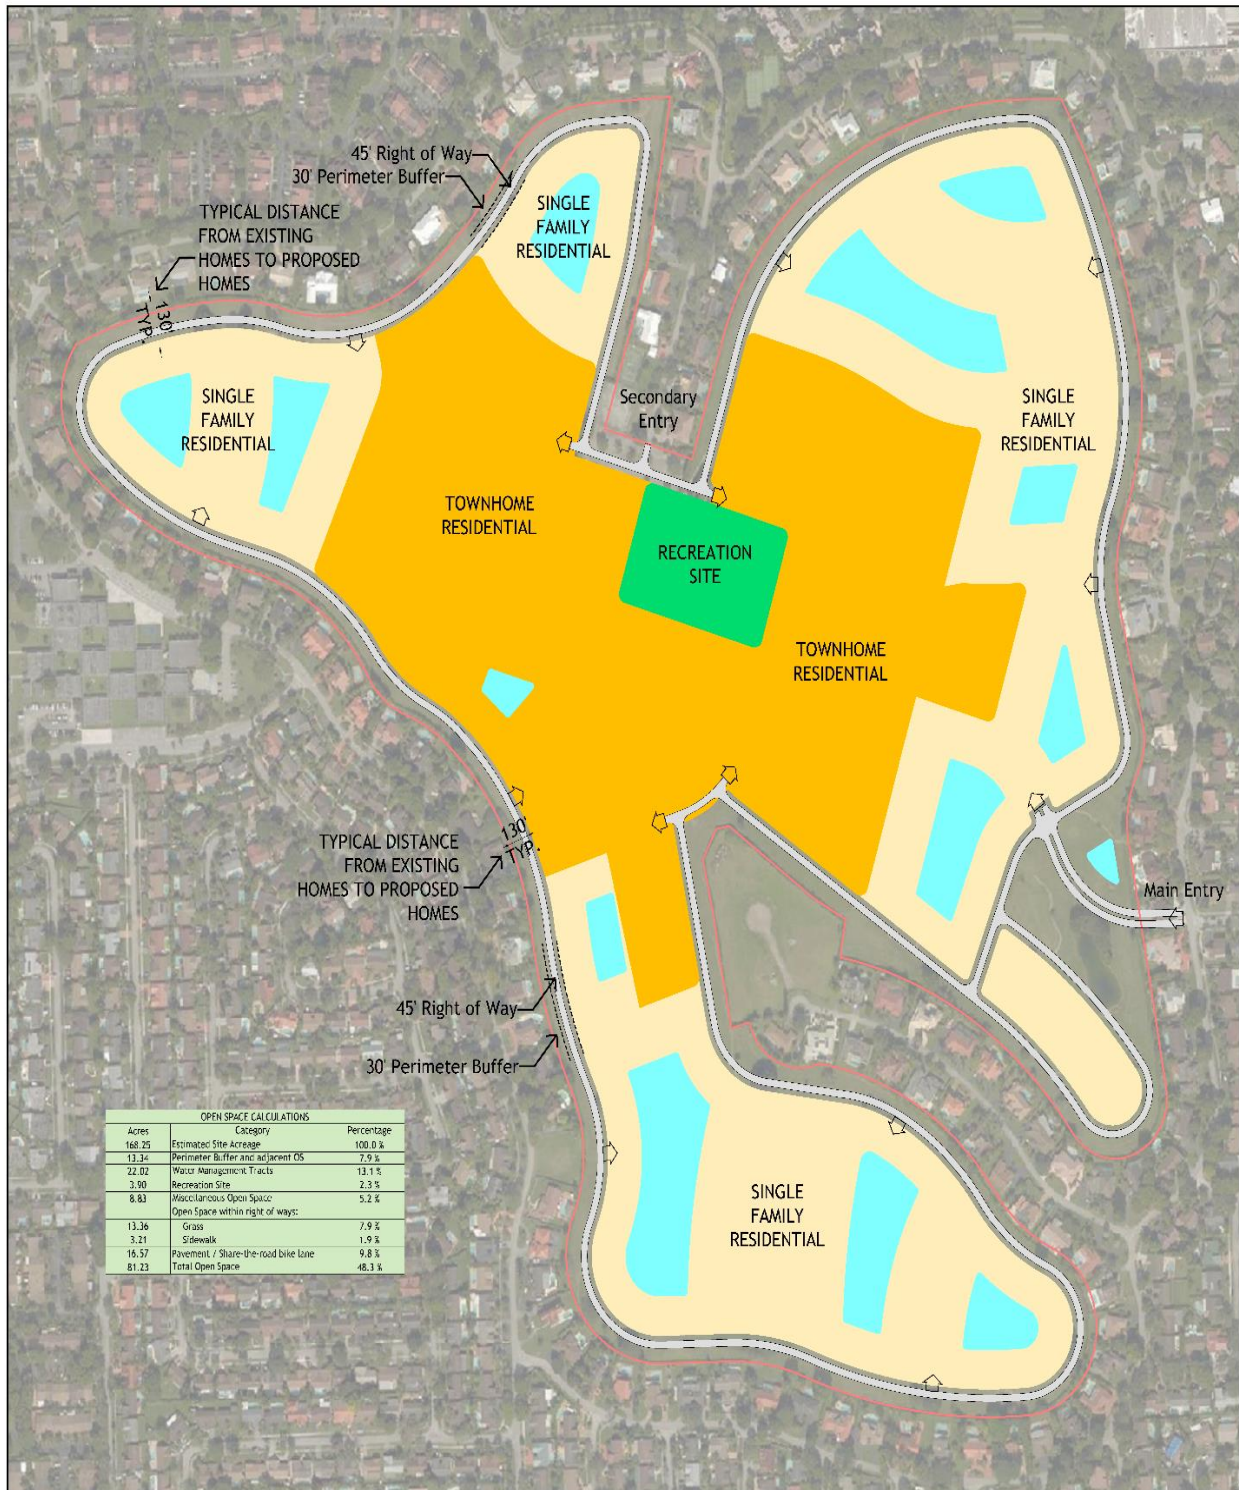 45' Right of Way
30' Perimeter Buffer
TYPICAL DISTANCE
FROM EXISTING
HOMES TO PROPOSED
HOMES
130'
TYP.
SINGLE
FAMILY
RESIDENTIAL
SINGLE
FAMILY
RESIDENTIAL
Secondary
Entry
SINGLE
FAMILY
RESIDENTIAL
TOWNHOME
RESIDENTIAL
RECREATION
SITE
TOWNHOME
RESIDENTIAL
TYPICAL DISTANCE
FROM EXISTING
HOMES TO PROPOSED
HOMES
130'
TYP.
Main Entry
45' Right of Way
30' Perimeter Buffer
SINGLE
FAMILY
RESIDENTIAL
OPEN SPACE CALCULATIONS
Acres Category Percentage
168.25 Estimated Site Acreage 100.0 %
13.34 Perimeter Buffer and adjacent OS 7.9 %
22.02 Water Management Tracts 13.1 %
3.90 Recreation Site 2.3 %
8.83 Miscellaneous Open Space 5.2 %
Open Space within right of ways:
13.36 Grass 7.9 %
3.21 Sidewalk 1.9 %
16.57 Pavement / Share-the-road bike lane 9.8 %
81.23 Total Open Space 48.3 %